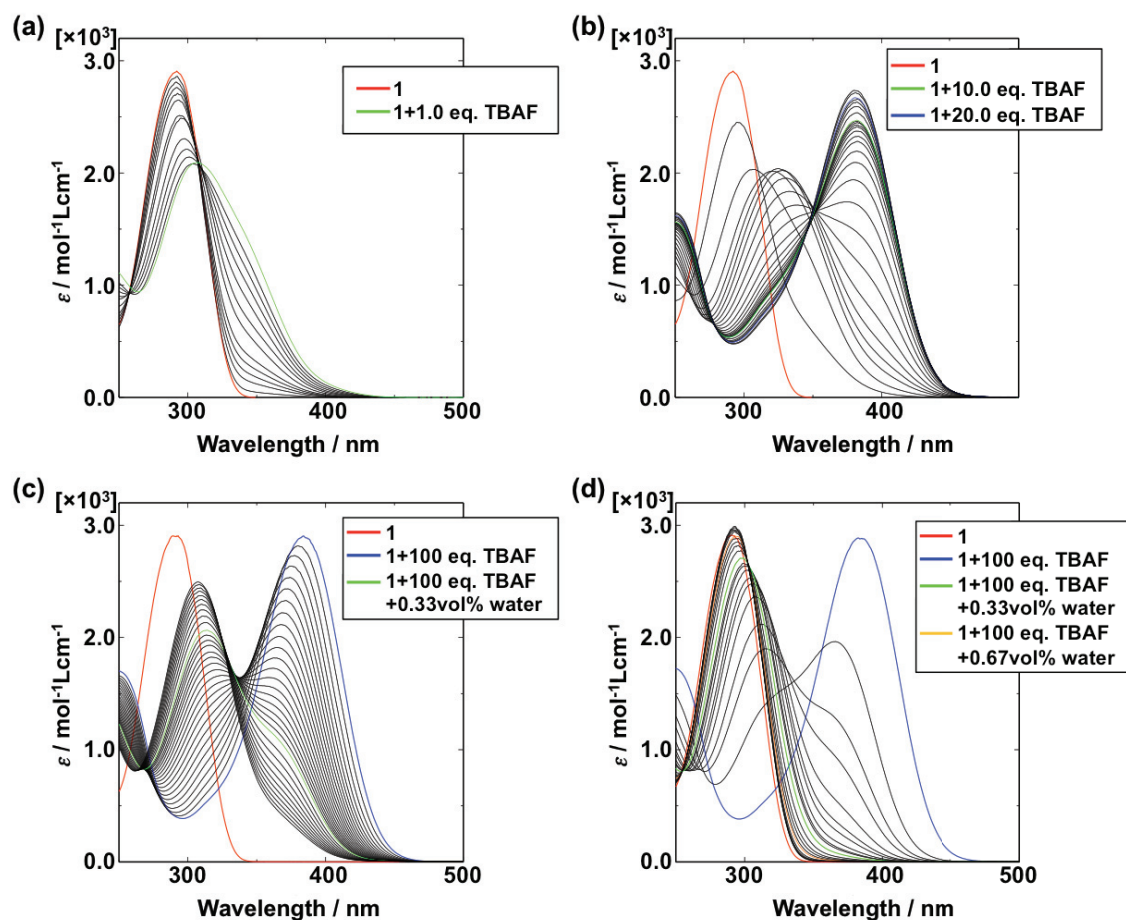 (a)
[×10³]
3.0
2.0
1.0
0.0
300
400
500
ε / mol⁻¹Lcm⁻¹
Wavelength / nm
1
1+1.0 eq. TBAF
(b)
[×10³]
3.0
2.0
1.0
0.0
300
400
ε / mol⁻¹Lcm⁻¹
Wavelength / nm
1
1+10.0 eq. TBAF
1+20.0 eq. TBAF
(c)
[×10³]
3.0
2.0
1.0
0.0
300
400
500
ε / mol⁻¹Lcm⁻¹
Wavelength / nm
1
1+100 eq. TBAF
1+100 eq. TBAF
+0.33vol% water
(d)
[×10³]
3.0
2.0
1.0
0.0
300
400
500
ε / mol⁻¹Lcm⁻¹
Wavelength / nm
1
1+100 eq. TBAF
1+100 eq. TBAF
+0.33vol% water
1+100 eq. TBAF
+0.67vol% water